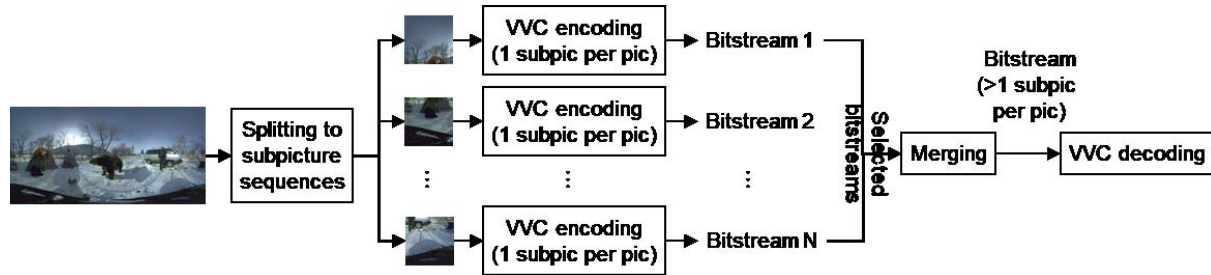 Splitting to
subpicture
sequences
VVC encoding
(1 subpic per pic)
Bitstream 1
VVC encoding
(1 subpic per pic)
Bitstream 2
...
...
...
VVC encoding
(1 subpic per pic)
Bitstream N
Selected
bitstreams
Merging
Bitstream
(>1 subpic
per pic)
VVC decoding